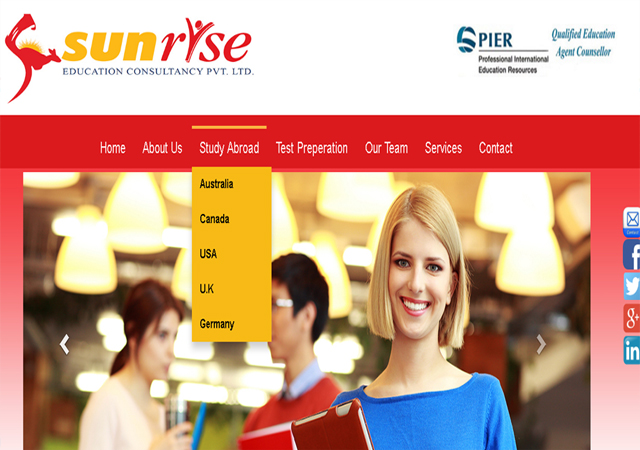 sunrise
EDUCATION CONSULTANCY PVT. LTD.
PIER
Professional International
Education Resources
Qualified Education
Agent Counsellor
Home About Us Study Abroad Test Preperation Our Team Services Contact
Australia
Canada
USA
U.K
Germany